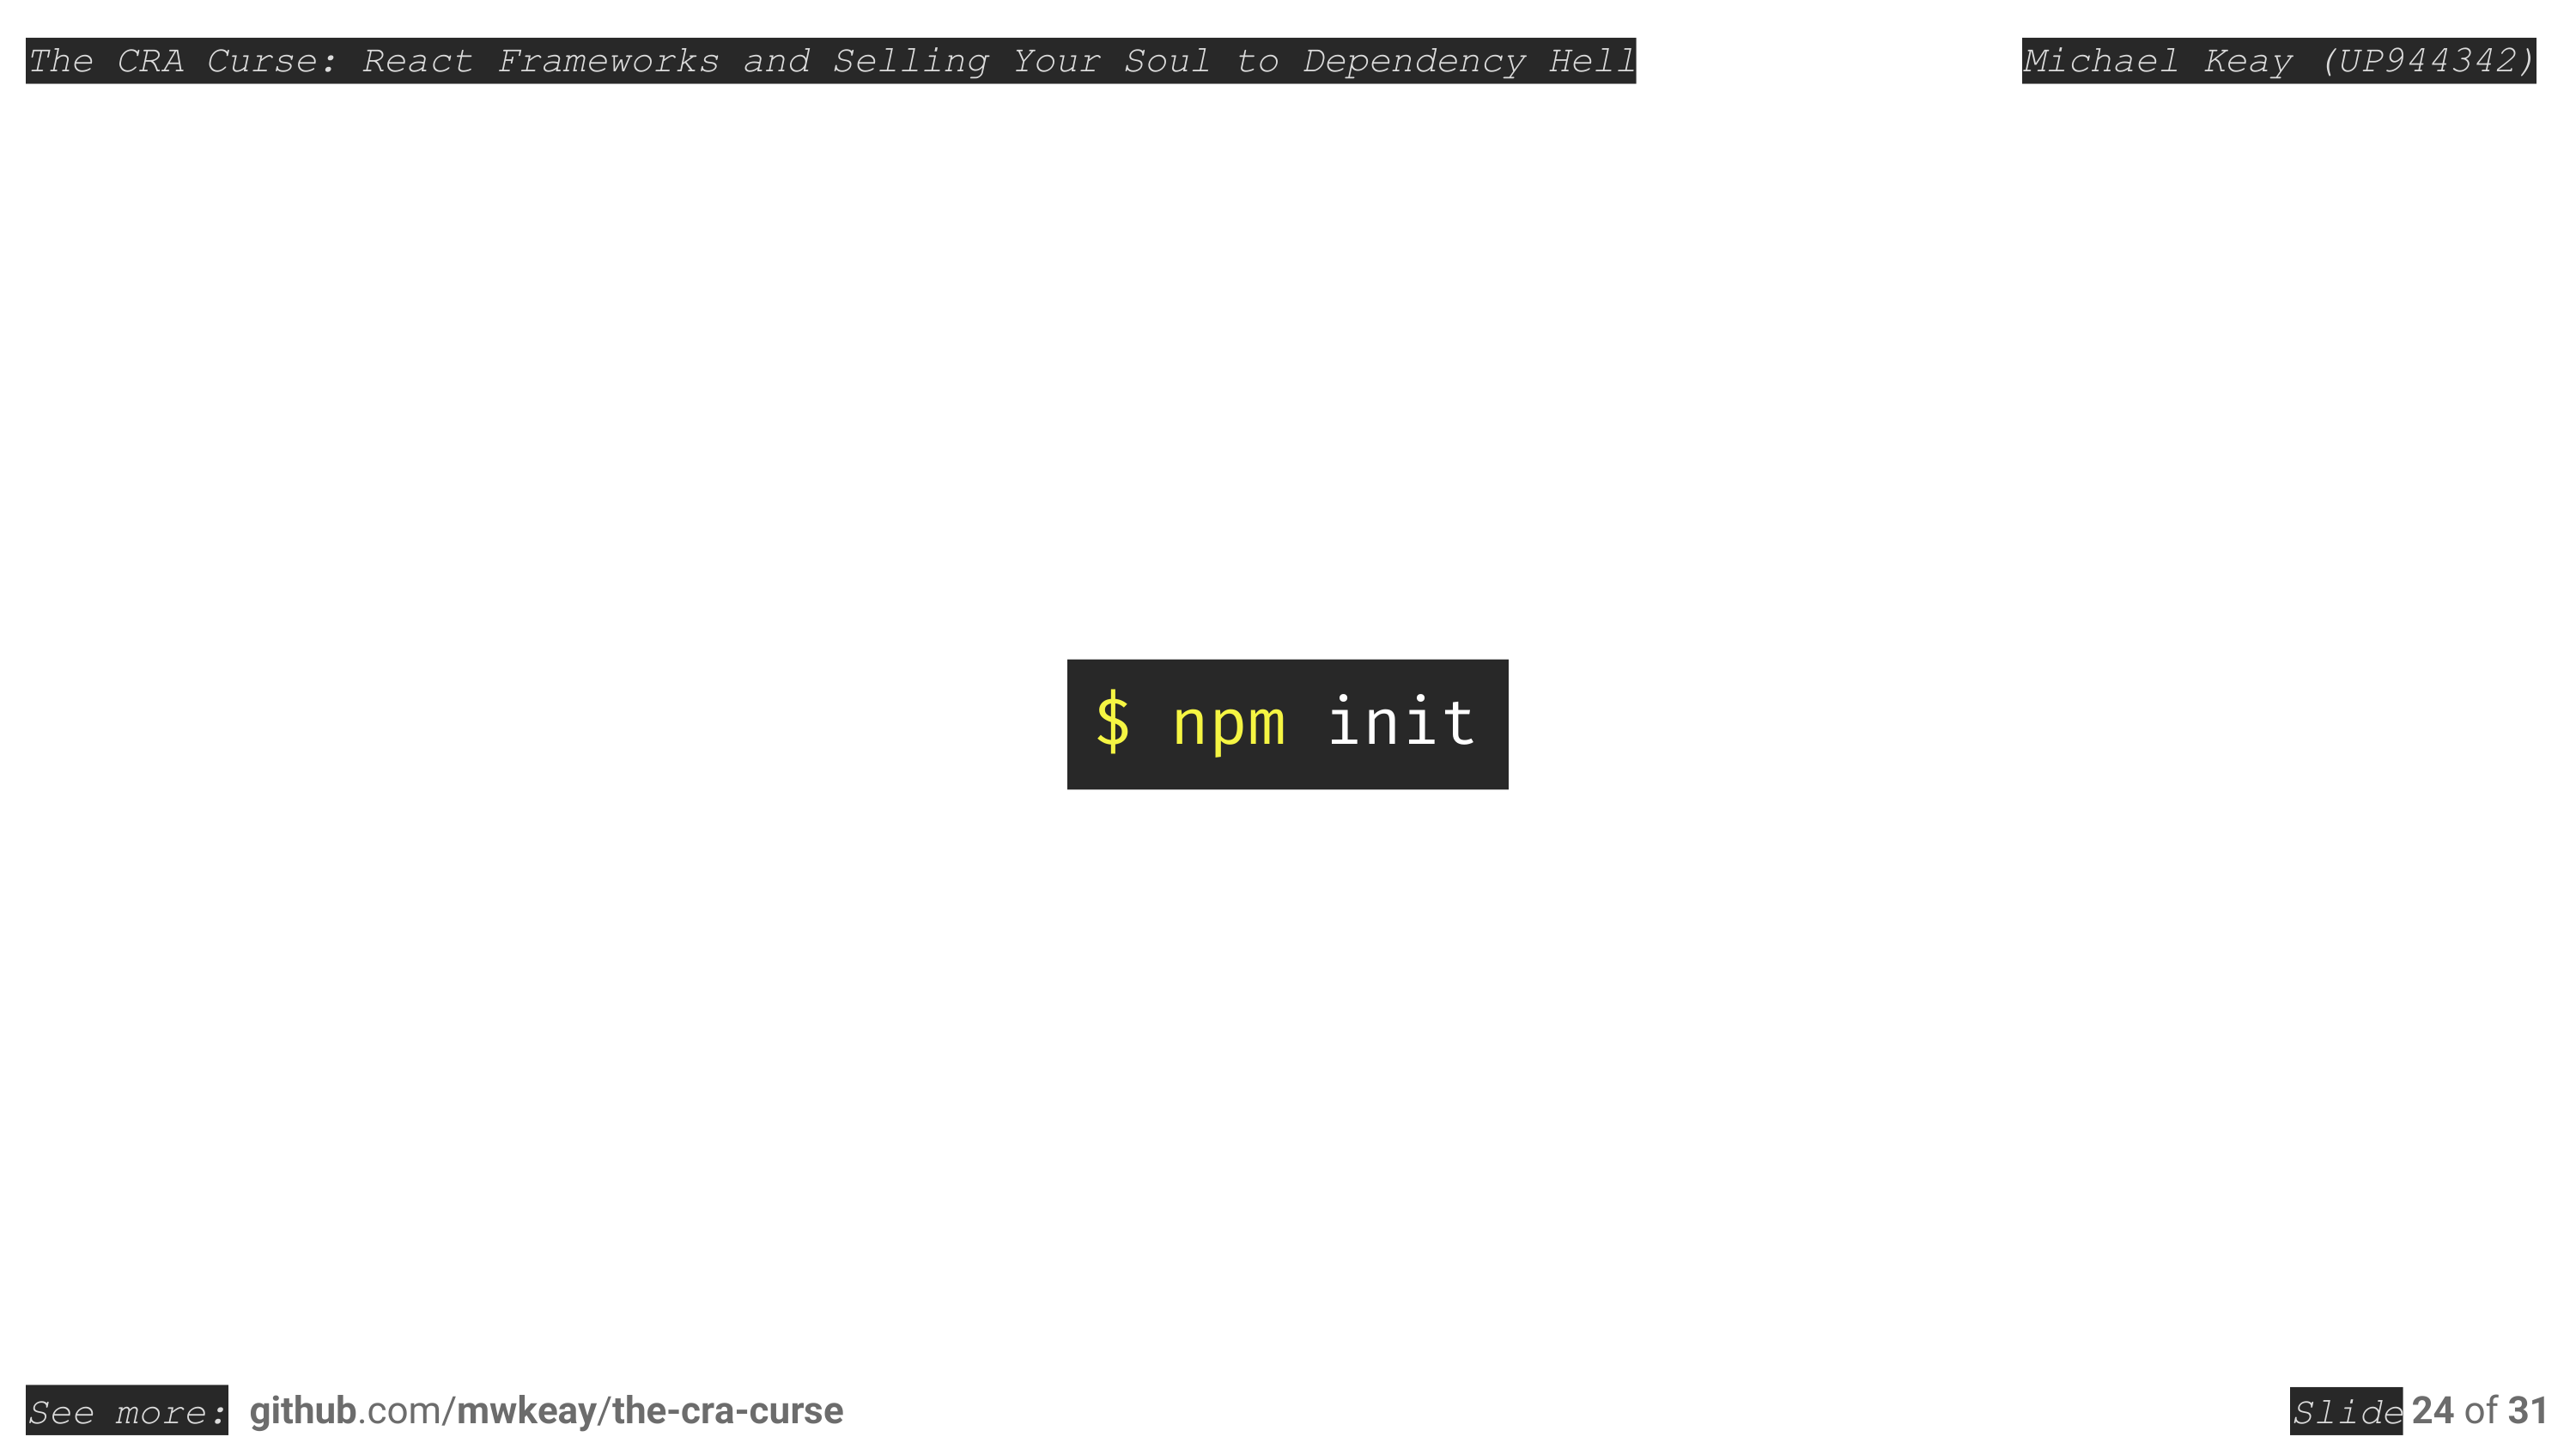 The CRA Curse: React Frameworks and Selling Your Soul to Dependency Hell
Michael Keay (UP944342)
$ npm init
See more: github.com/mwkeay/the-cra-curse
Slide 24 of 31